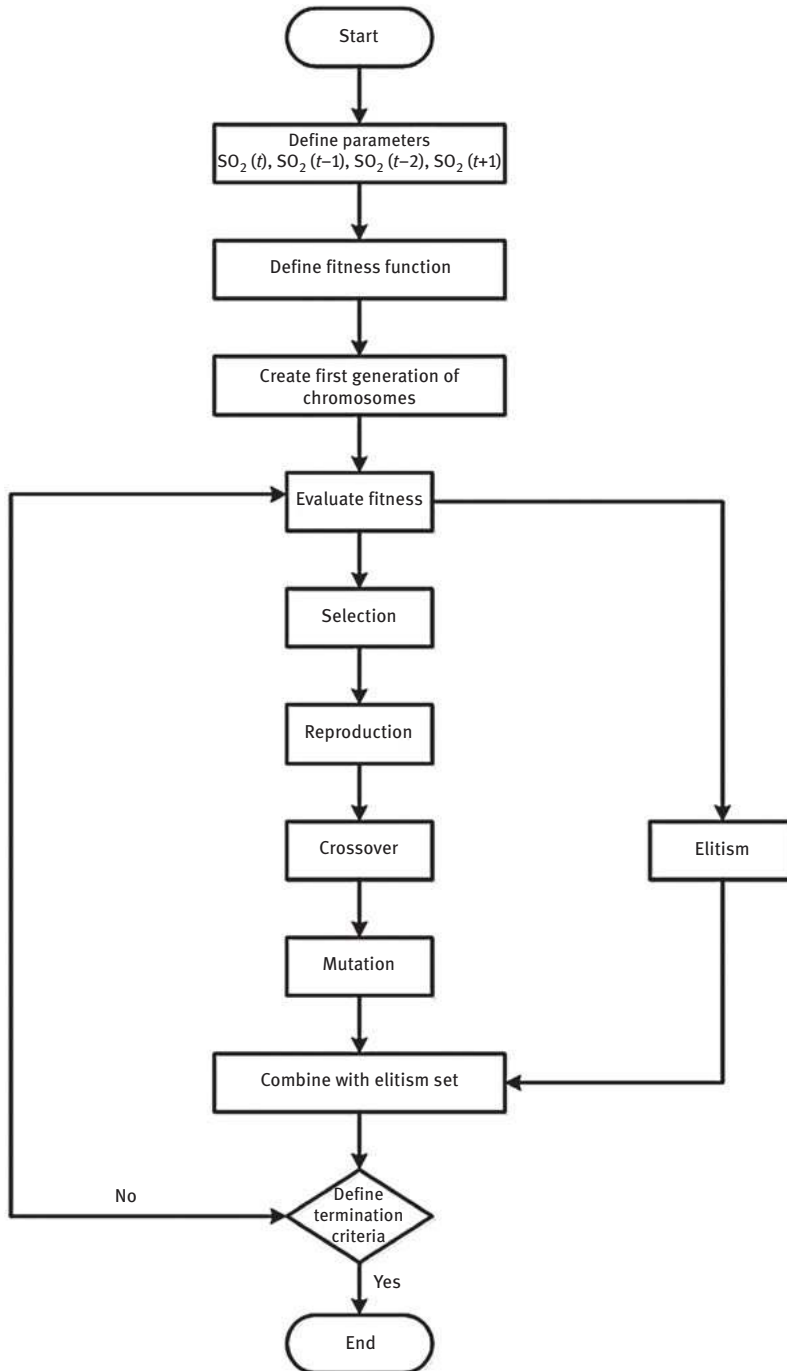 Start
Define parameters
SO₂ (t), SO₂ (t−1), SO₂ (t−2), SO₂ (t+1)
Define fitness function
Create first generation of
chromosomes
Evaluate fitness
Selection
Reproduction
Crossover
Elitism
Mutation
Combine with elitism set
No
Define
termination
criteria
Yes
End